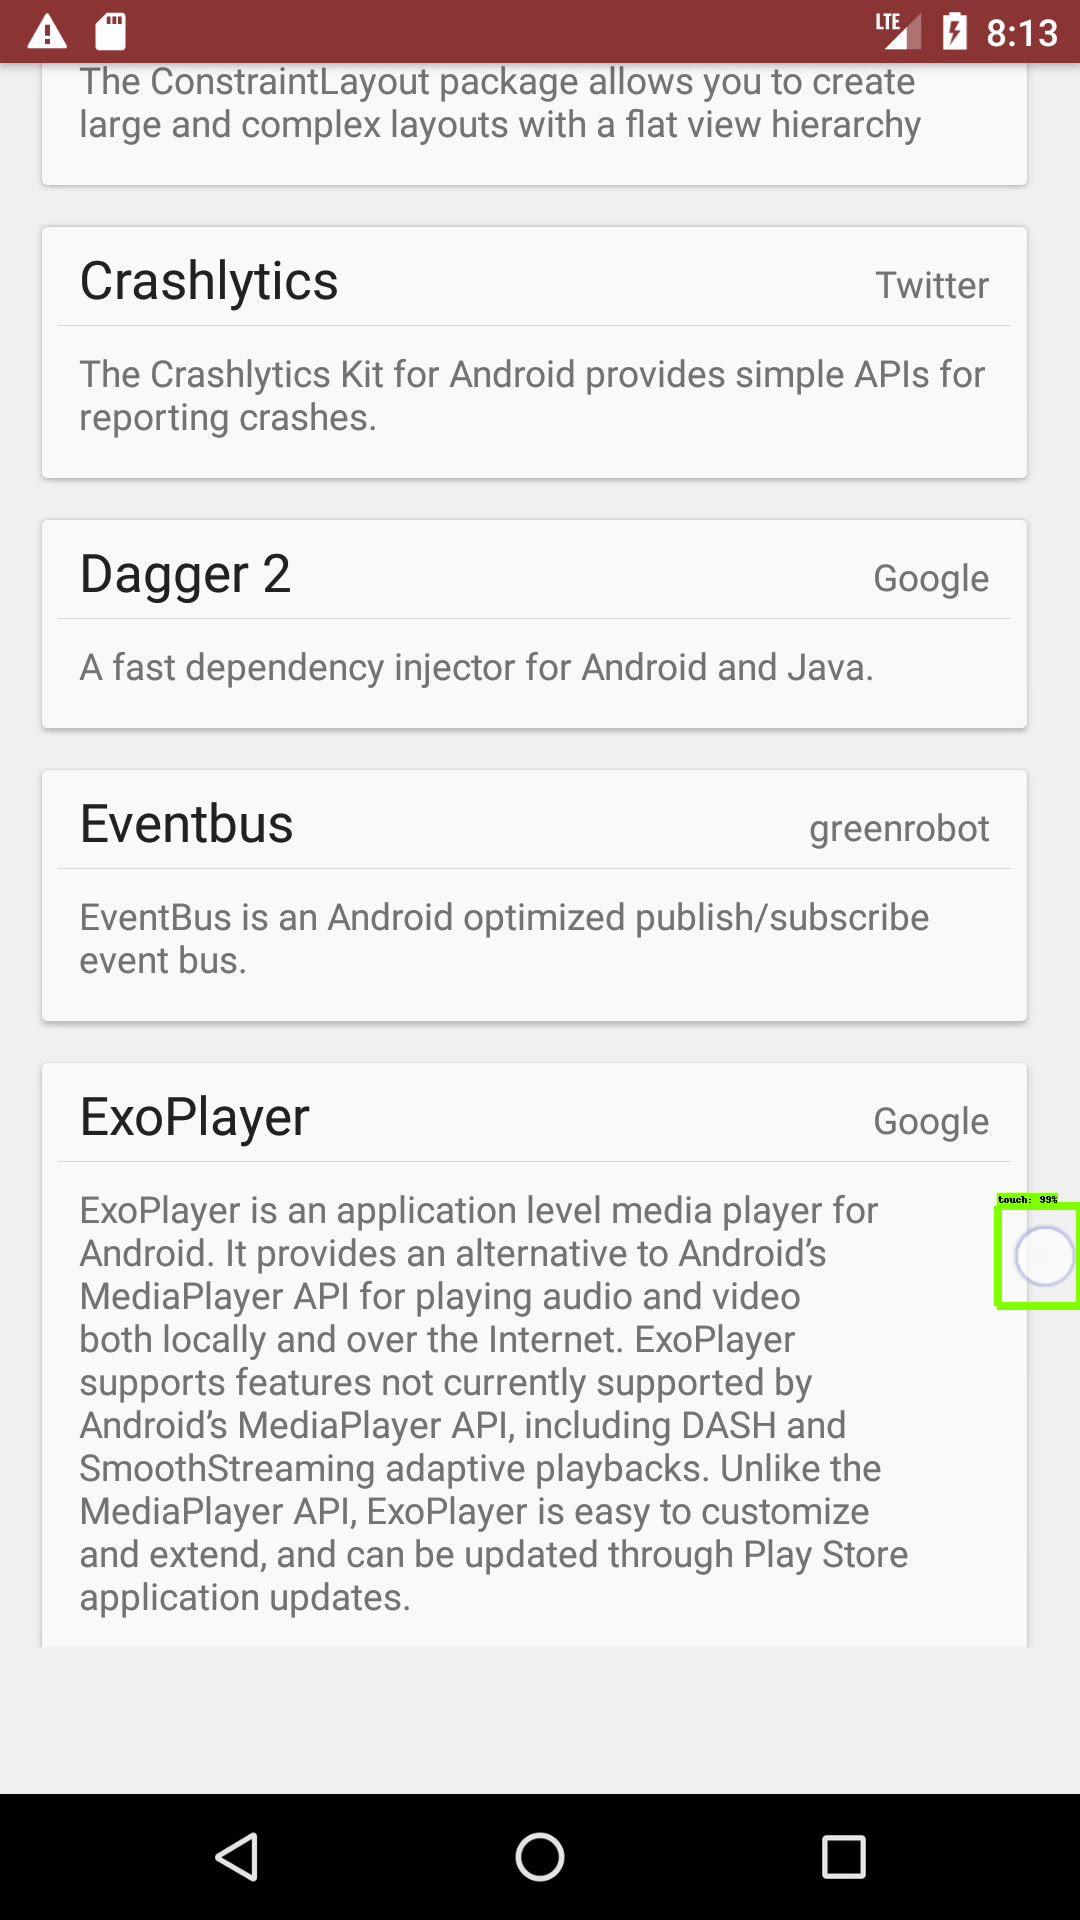 LTE 8:13
The ConstraintLayout package allows you to create
large and complex layouts with a flat view hierarchy
Crashlytics Twitter
The Crashlytics Kit for Android provides simple APIs for
reporting crashes.
Dagger 2 Google
A fast dependency injector for Android and Java.
Eventbus greenrobot
EventBus is an Android optimized publish/subscribe
event bus.
ExoPlayer Google
ExoPlayer is an application level media player for
Android. It provides an alternative to Android’s
MediaPlayer API for playing audio and video
both locally and over the Internet. ExoPlayer
supports features not currently supported by
Android’s MediaPlayer API, including DASH and
SmoothStreaming adaptive playbacks. Unlike the
MediaPlayer API, ExoPlayer is easy to customize
and extend, and can be updated through Play Store
application updates.
touch: 99%